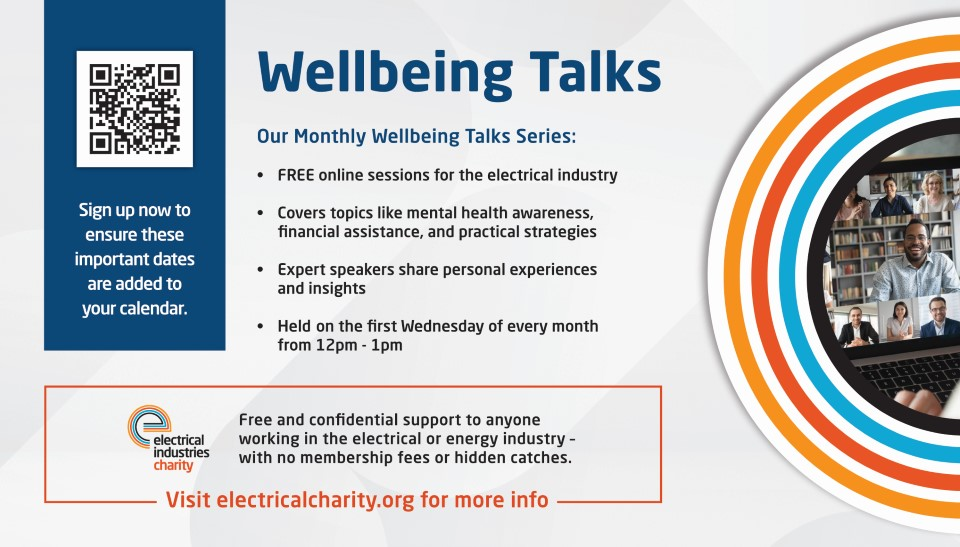 Wellbeing Talks
Our Monthly Wellbeing Talks Series:
• FREE online sessions for the electrical industry
• Covers topics like mental health awareness,
financial assistance, and practical strategies
• Expert speakers share personal experiences
and insights
• Held on the first Wednesday of every month
from 12pm - 1pm
Sign up now to
ensure these
important dates
are added to
your calendar.
electrical
industries
charity
Free and confidential support to anyone
working in the electrical or energy industry –
with no membership fees or hidden catches.
Visit electricalcharity.org for more info